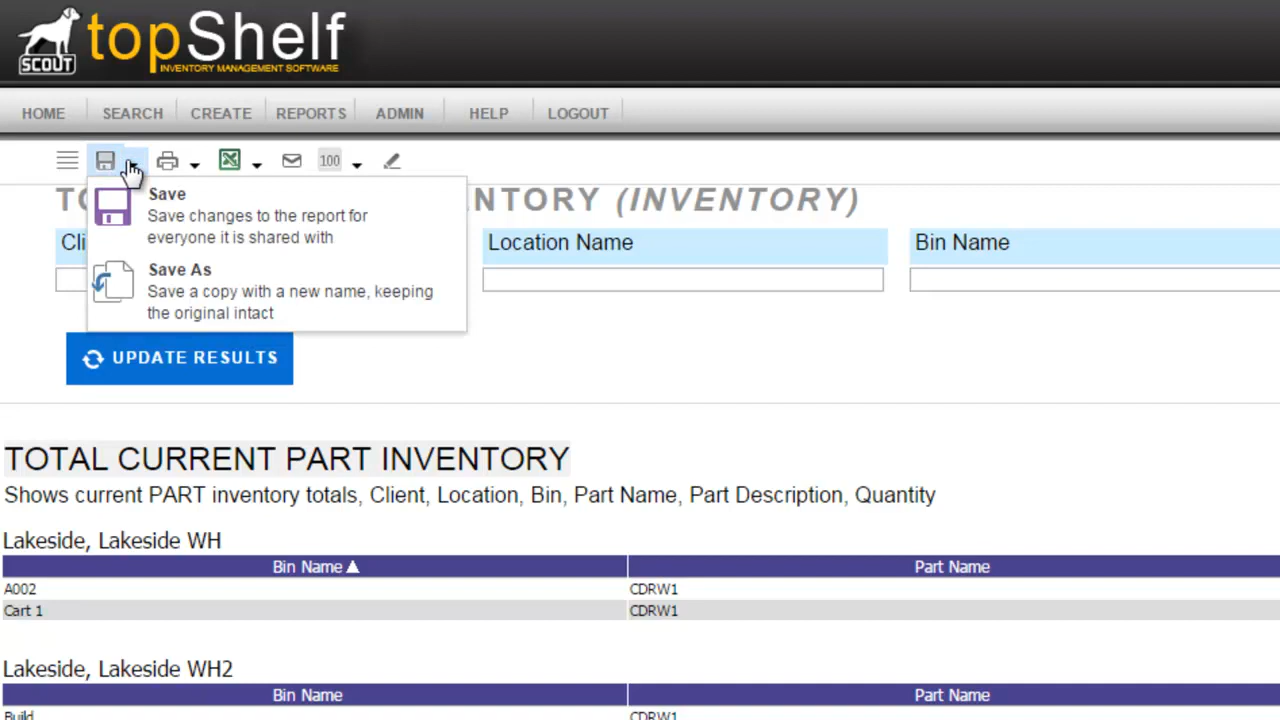 topShelf
SCOUT INVENTORY MANAGEMENT SOFTWARE
HOME SEARCH CREATE REPORTS ADMIN HELP LOGOUT
100
Save
Save changes to the report for
everyone it is shared with
Save As
Save a copy with a new name, keeping
the original intact
NTORY (INVENTORY)
Location Name Bin Name
UPDATE RESULTS
TOTAL CURRENT PART INVENTORY
Shows current PART inventory totals, Client, Location, Bin, Part Name, Part Description, Quantity
Lakeside, Lakeside WH
Bin Name Part Name
A002 CDRW1
Cart 1 CDRW1
Lakeside, Lakeside WH2
Bin Name Part Name
Build CDRW1